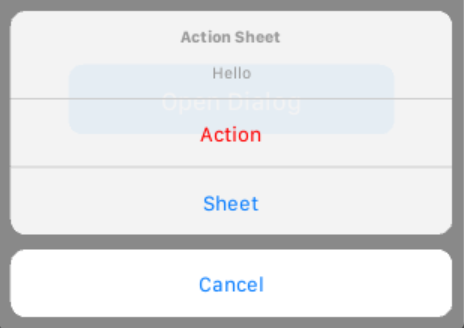 Action Sheet
Hello
Open Dialog
Action
Sheet
Cancel